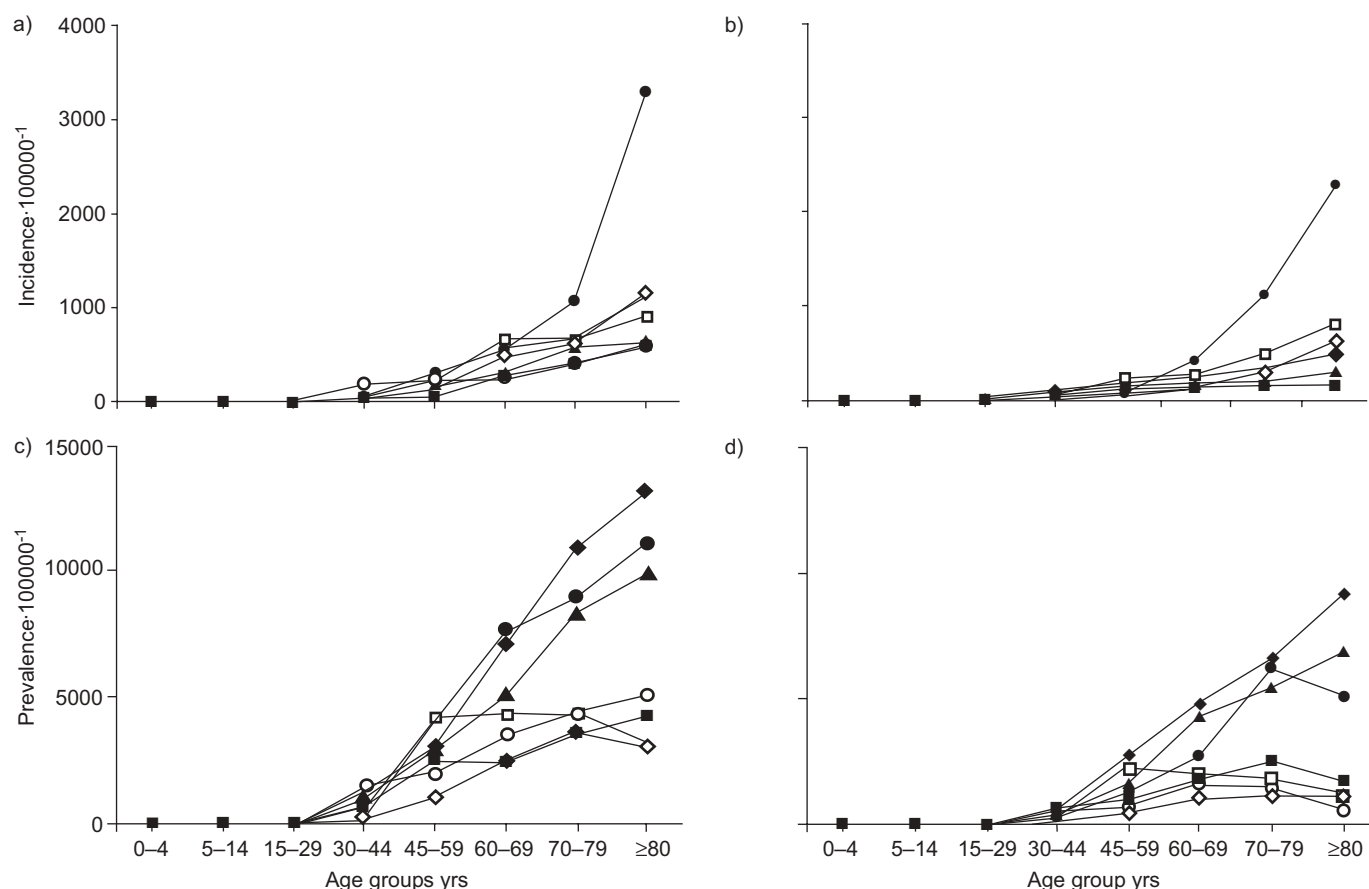 a)
b)
4000
3000
2000
1000
0
Incidence·100000⁻¹
c)
d)
15000
10000
5000
0
Prevalence·100000⁻¹
0–4 5–14 15–29 30–44 45–59 60–69 70–79 ≥80
0–4 5–14 15–29 30–44 45–59 60–69 70–79 ≥80
Age groups yrs
Age group yrs